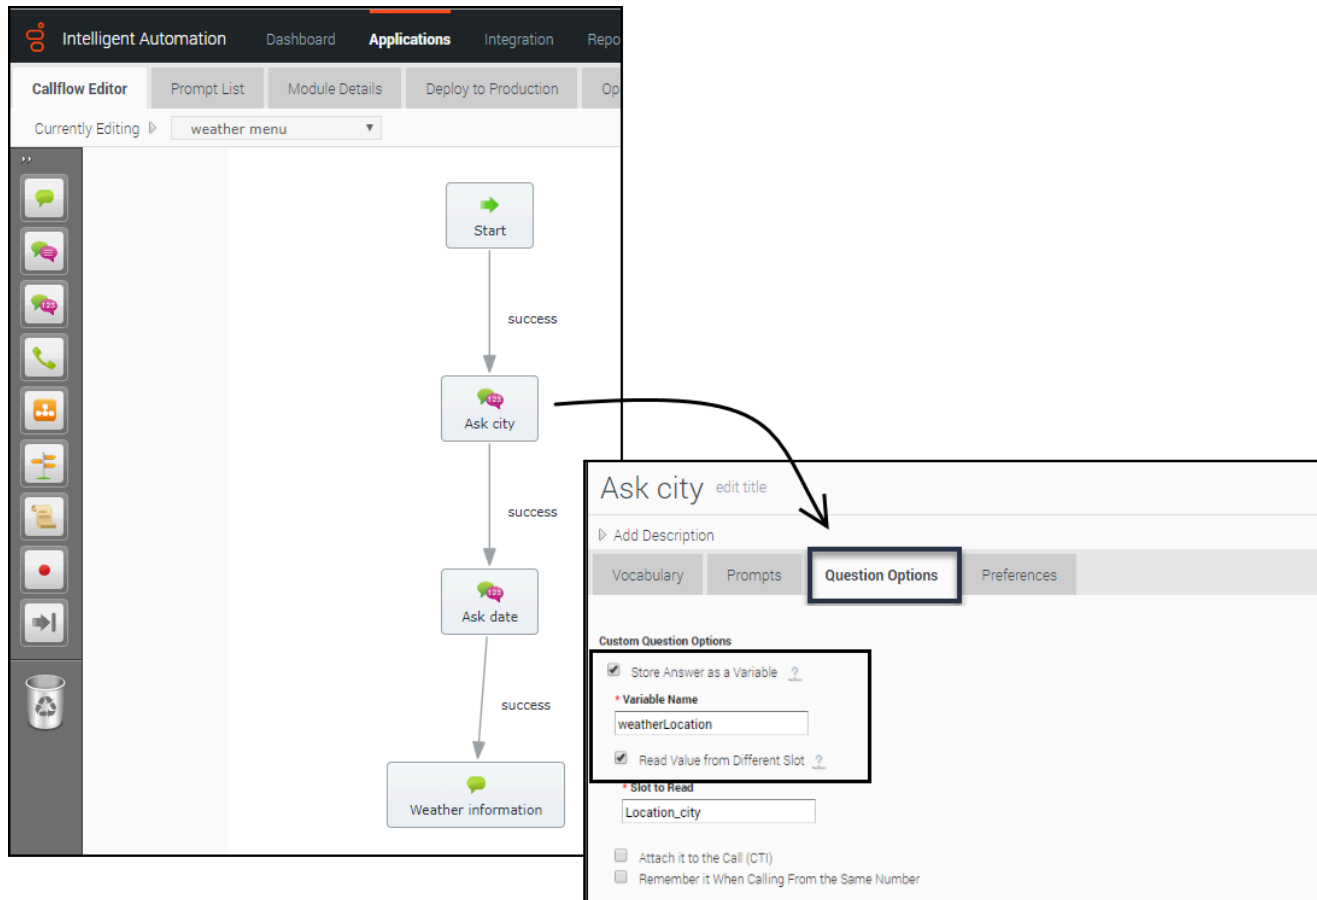 Intelligent Automation Dashboard Applications Integration Repo
Callflow Editor Prompt List Module Details Deploy to Production Op
Currently Editing weather menu
Start
success
123
Ask city
success
123
Ask date
success
Weather information
123
Ask city edit title
Add Description
Vocabulary Prompts Question Options Preferences
Custom Question Options
Store Answer as a Variable ?
* Variable Name
weatherLocation
Read Value from Different Slot ?
* Slot to Read
Location_city
Attach it to the Call (CTI)
Remember it When Calling From the Same Number